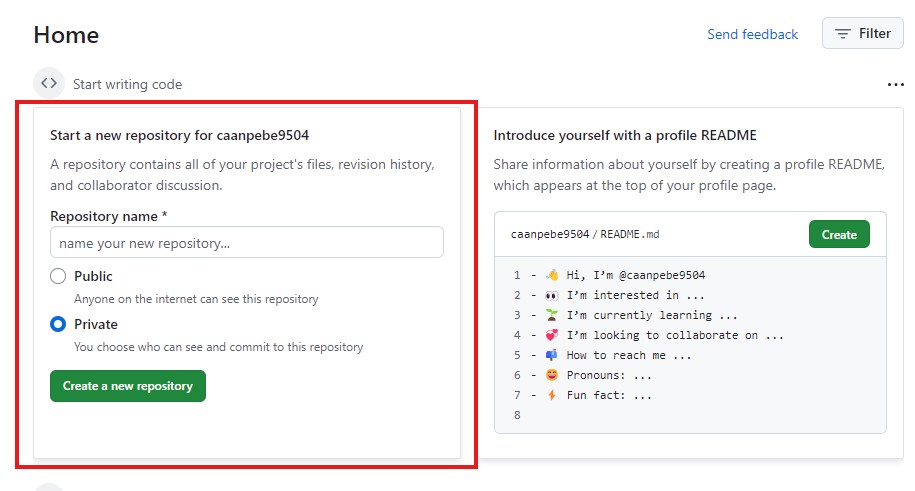 Home
Send feedback
Filter
Start writing code
Start a new repository for caanpebe9504
A repository contains all of your project's files, revision history,
and collaborator discussion.
Repository name *
name your new repository...
Public
Anyone on the internet can see this repository
Private
You choose who can see and commit to this repository
Create a new repository
Introduce yourself with a profile README
Share information about yourself by creating a profile README,
which appears at the top of your profile page.
caanpebe9504 / README.md
Create
1 - 👋 Hi, I’m @caanpebe9504
2 - 👀 I’m interested in ...
3 - 🌱 I’m currently learning ...
4 - 💞️ I’m looking to collaborate on ...
5 - 📫 How to reach me ...
6 - 😄 Pronouns: ...
7 - ⚡ Fun fact: ...
8